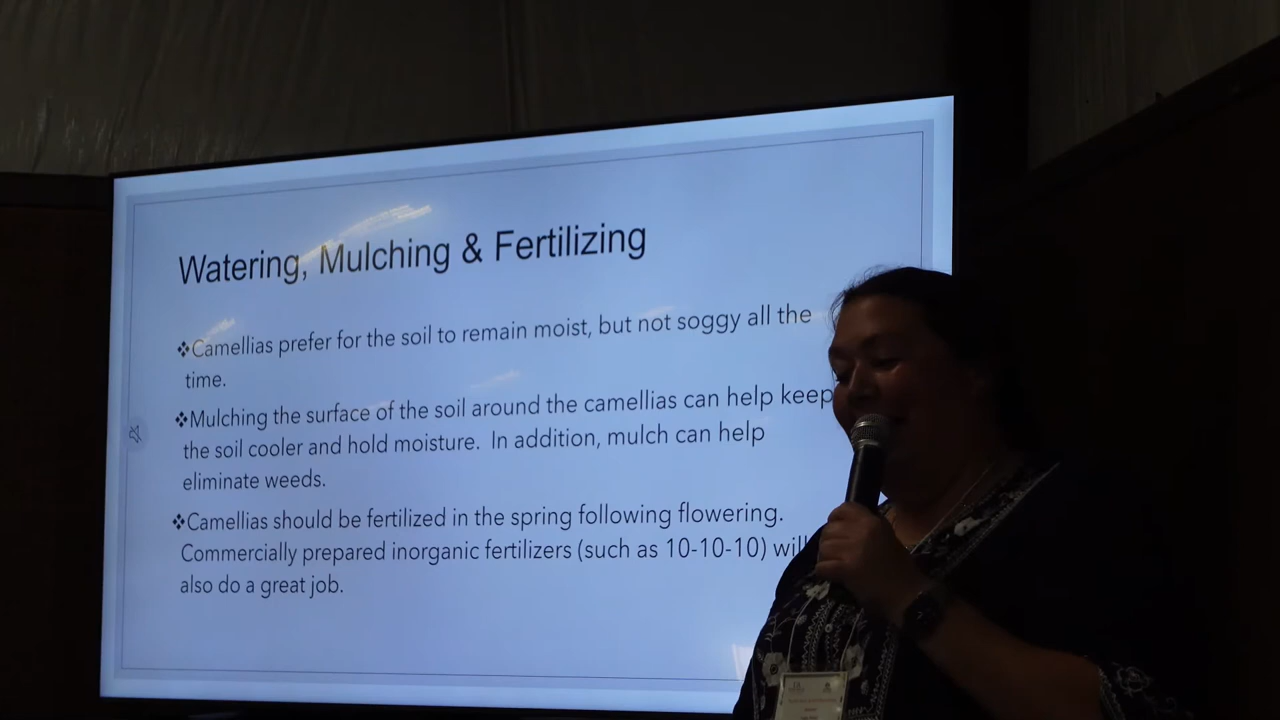 Watering, Mulching & Fertilizing
❖Camellias prefer for the soil to remain moist, but not soggy all the
time.
❖Mulching the surface of the soil around the camellias can help keep
the soil cooler and hold moisture. In addition, mulch can help
eliminate weeds.
❖Camellias should be fertilized in the spring following flowering.
Commercially prepared inorganic fertilizers (such as 10-10-10) will
also do a great job.